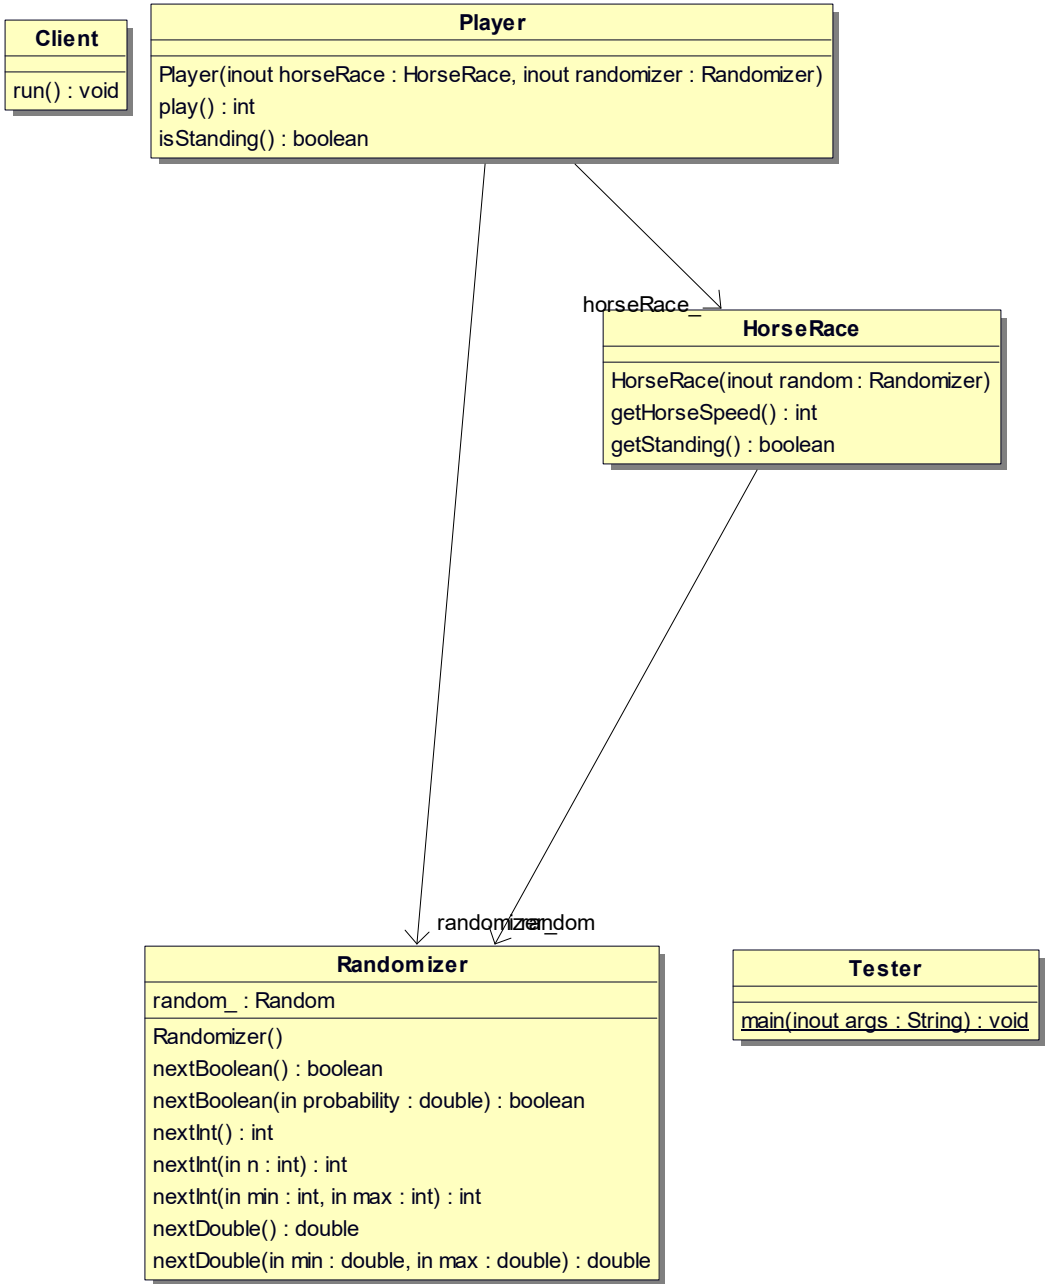 Client
run() : void
Player
Player(inout horseRace : HorseRace, inout randomizer : Randomizer)
play() : int
isStanding() : boolean
horseRace_
HorseRace
HorseRace(inout random : Randomizer)
getHorseSpeed() : int
getStanding() : boolean
randomizer_
random
Randomizer
random_ : Random
Randomizer()
nextBoolean() : boolean
nextBoolean(in probability : double) : boolean
nextInt() : int
nextInt(in n : int) : int
nextInt(in min : int, in max : int) : int
nextDouble() : double
nextDouble(in min : double, in max : double) : double
Tester
main(inout args : String) : void